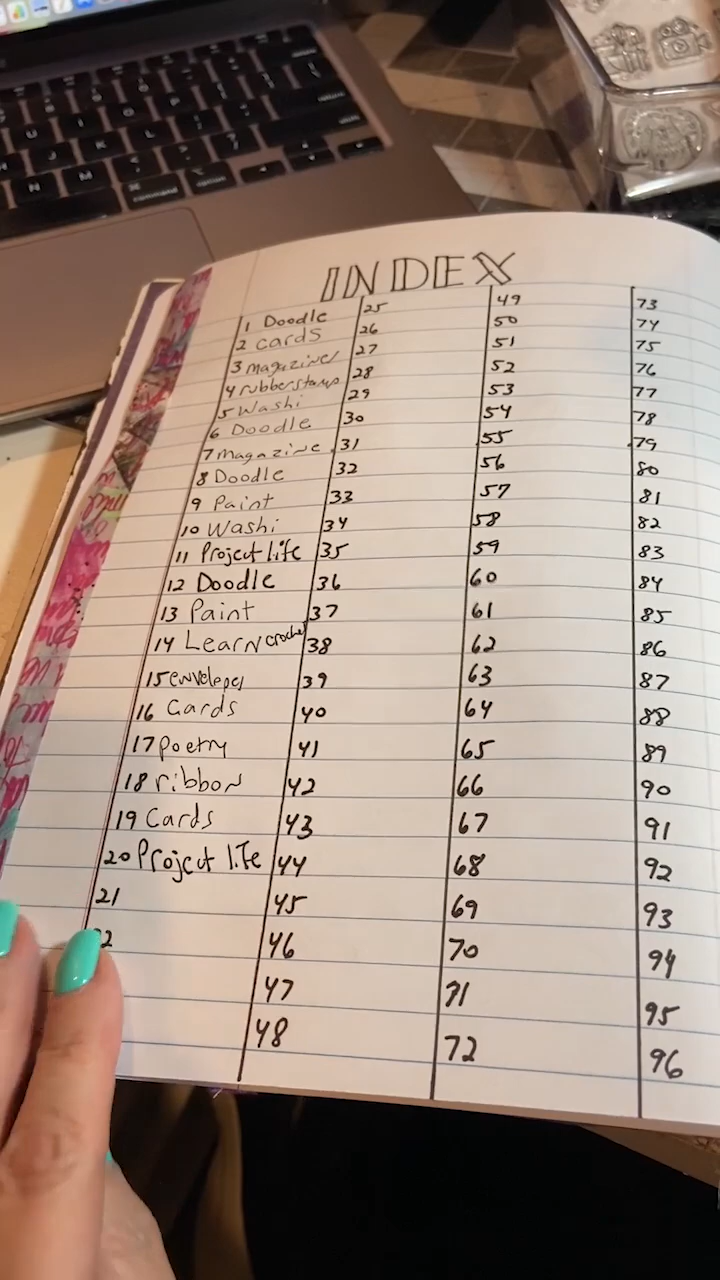 U
I
O
P
J
K
L
N
M
command
option
INDEX
1 Doodle
2 cards
3 magazines
4 rubberstamp
5 Washi
6 Doodle
7 magazine
8 Doodle
9 Paint
10 Washi
11 Project life
12 Doodle
13 Paint
14 Learn crochet
15 envelopes
16 Cards
17 poetry
18 ribbon
19 Cards
20 Project life
21
25
26
27
28
29
30
31
32
33
34
35
36
37
38
39
40
41
42
43
44
45
46
47
48
49
50
51
52
53
54
55
56
57
58
59
60
61
62
63
64
65
66
67
68
69
70
71
72
73
74
75
76
77
78
79
80
81
82
83
84
85
86
87
88
89
90
91
92
93
94
95
96